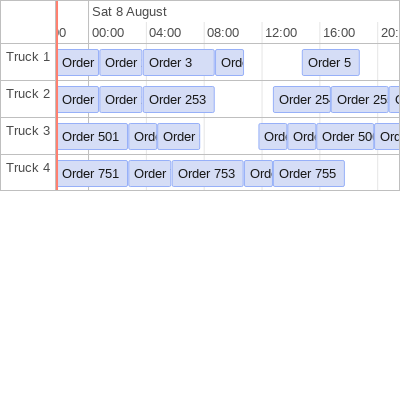 Sat 8 August
00 00:00 04:00 08:00 12:00 16:00 20:
Truck 1 Order Order Order 3 Ord Order 5
Truck 2 Order Order Order 253 Order 254 Order 25
Truck 3 Order 501 Ord Order Ord Ord Order 50 Ord
Truck 4 Order 751 Order Order 753 Ord Order 755